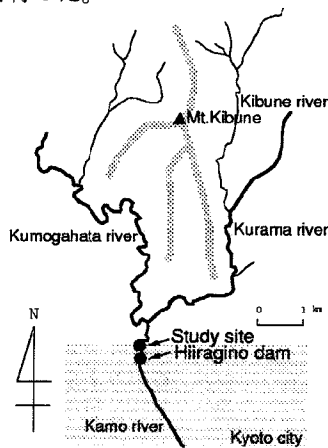 Kibune river
Mt.Kibune
Kumogahata river
Kurama river
0 1 km
N
Study site
Hiiragino dam
Kamo river
Kyoto city